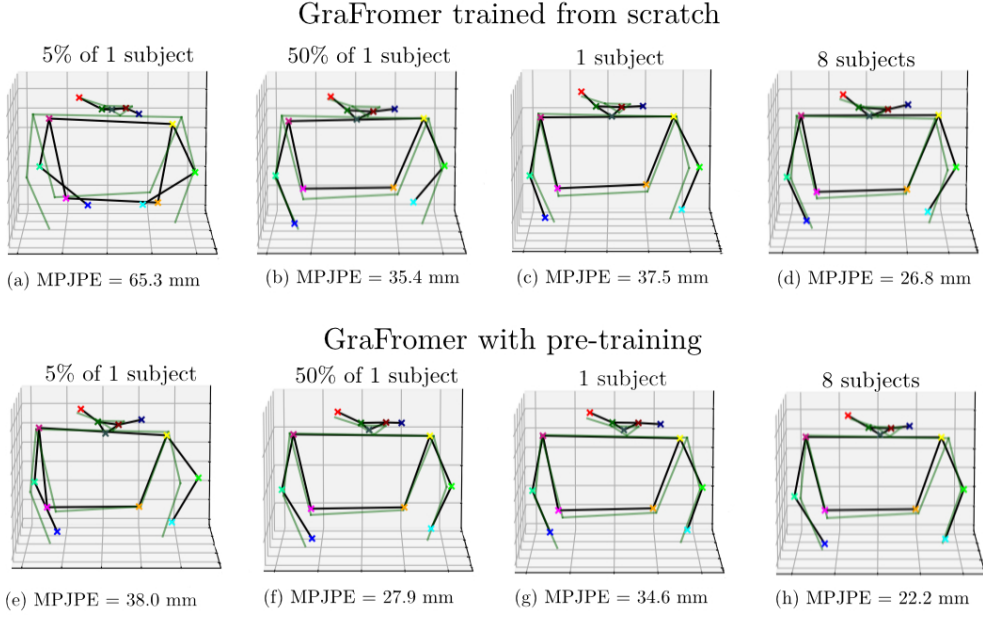 GraFromer trained from scratch
5% of 1 subject
50% of 1 subject
1 subject
8 subjects
(a) MPJPE = 65.3 mm
(b) MPJPE = 35.4 mm
(c) MPJPE = 37.5 mm
(d) MPJPE = 26.8 mm
GraFromer with pre-training
5% of 1 subject
50% of 1 subject
1 subject
8 subjects
(e) MPJPE = 38.0 mm
(f) MPJPE = 27.9 mm
(g) MPJPE = 34.6 mm
(h) MPJPE = 22.2 mm